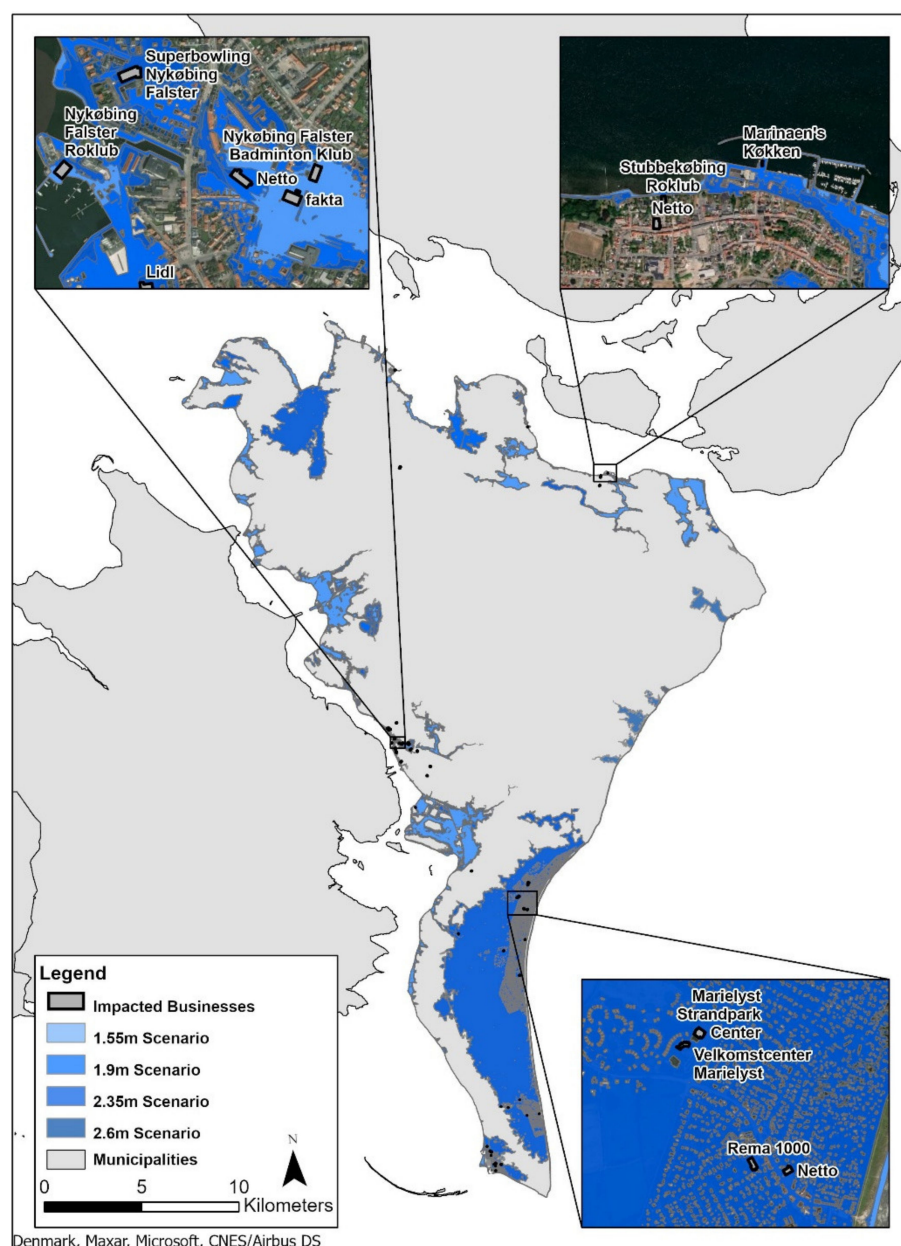 Superbowling
Nykøbing
Falster
Nykøbing
Falster
Roklub
Nykøbing Falster
Badminton Klub
Netto
fakta
Lidl
Marinaen's
Køkken
Stubbekøbing
Roklub
Netto
Marielyst
Strandpark
Center
Velkomstcenter
Marielyst
Rema 1000
Netto
Legend
Impacted Businesses
1.55m Scenario
1.9m Scenario
2.35m Scenario
2.6m Scenario
Municipalities
N
0 5 10
Kilometers
Denmark, Maxar, Microsoft, CNES/Airbus DS